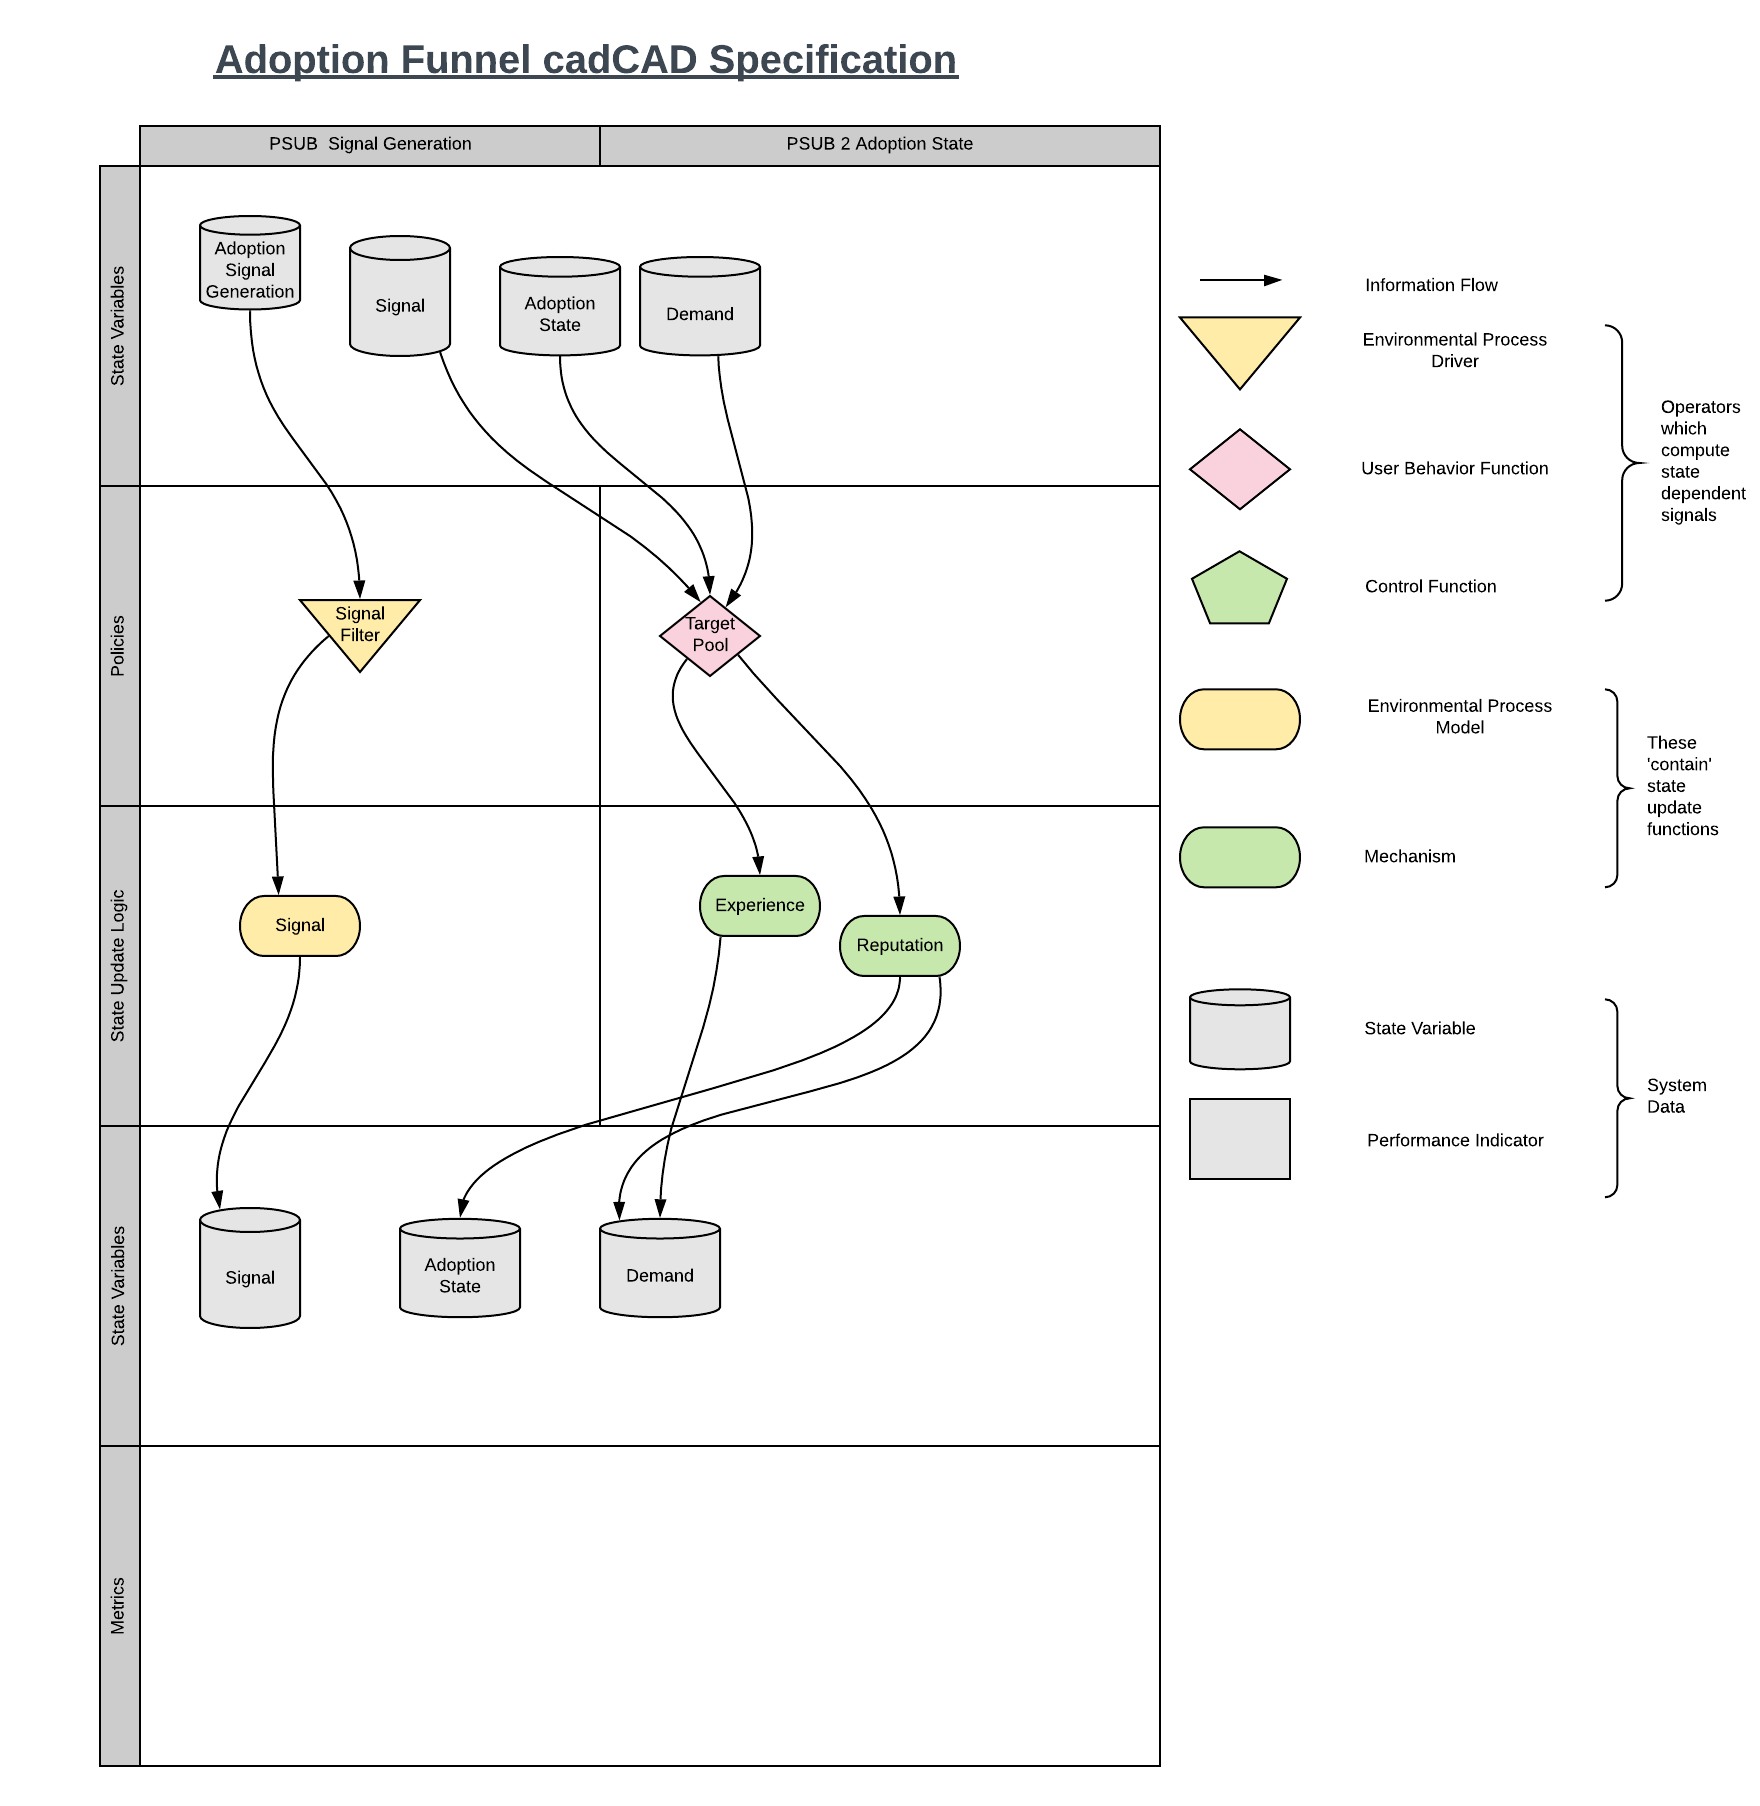 Adoption Funnel cadCAD Specification
PSUB  Signal Generation
PSUB 2 Adoption State
State Variables
Adoption
Signal
Generation
Signal
Adoption
State
Demand
Policies
Signal
Filter
Target
Pool
State Update Logic
Signal
Experience
Reputation
State Variables
Signal
Adoption
State
Demand
Metrics
Information Flow
Environmental Process
Driver
User Behavior Function
Control Function
Operators
which
compute
state
dependent
signals
Environmental Process
Model
Mechanism
These
'contain'
state
update
functions
State Variable
Performance Indicator
System
Data